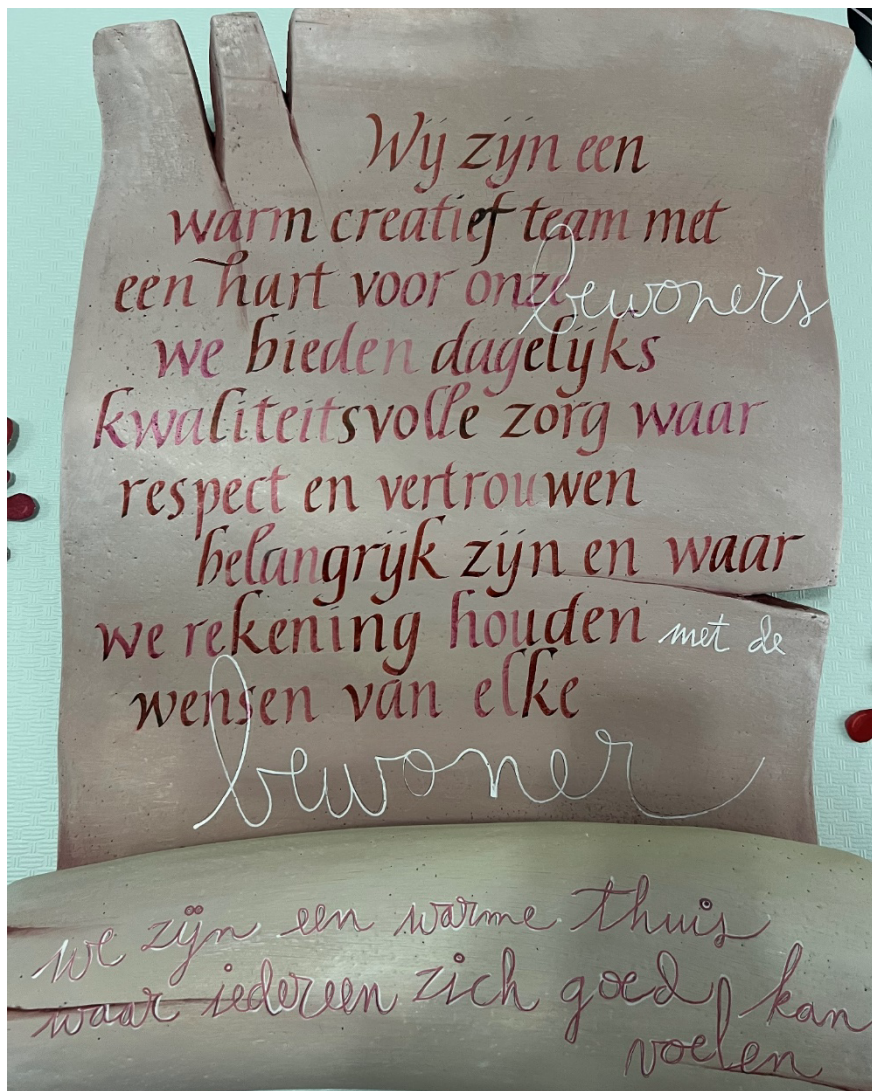 Wij zijn een
warm creatief team met
een hart voor onze bewoners
we bieden dagelijks
kwaliteitsvolle zorg waar
respect en vertrouwen
belangrijk zijn en waar
we rekening houden met de
wensen van elke
bewoner
we zijn een warme thuis
waar iedereen zich goed kan
voelen